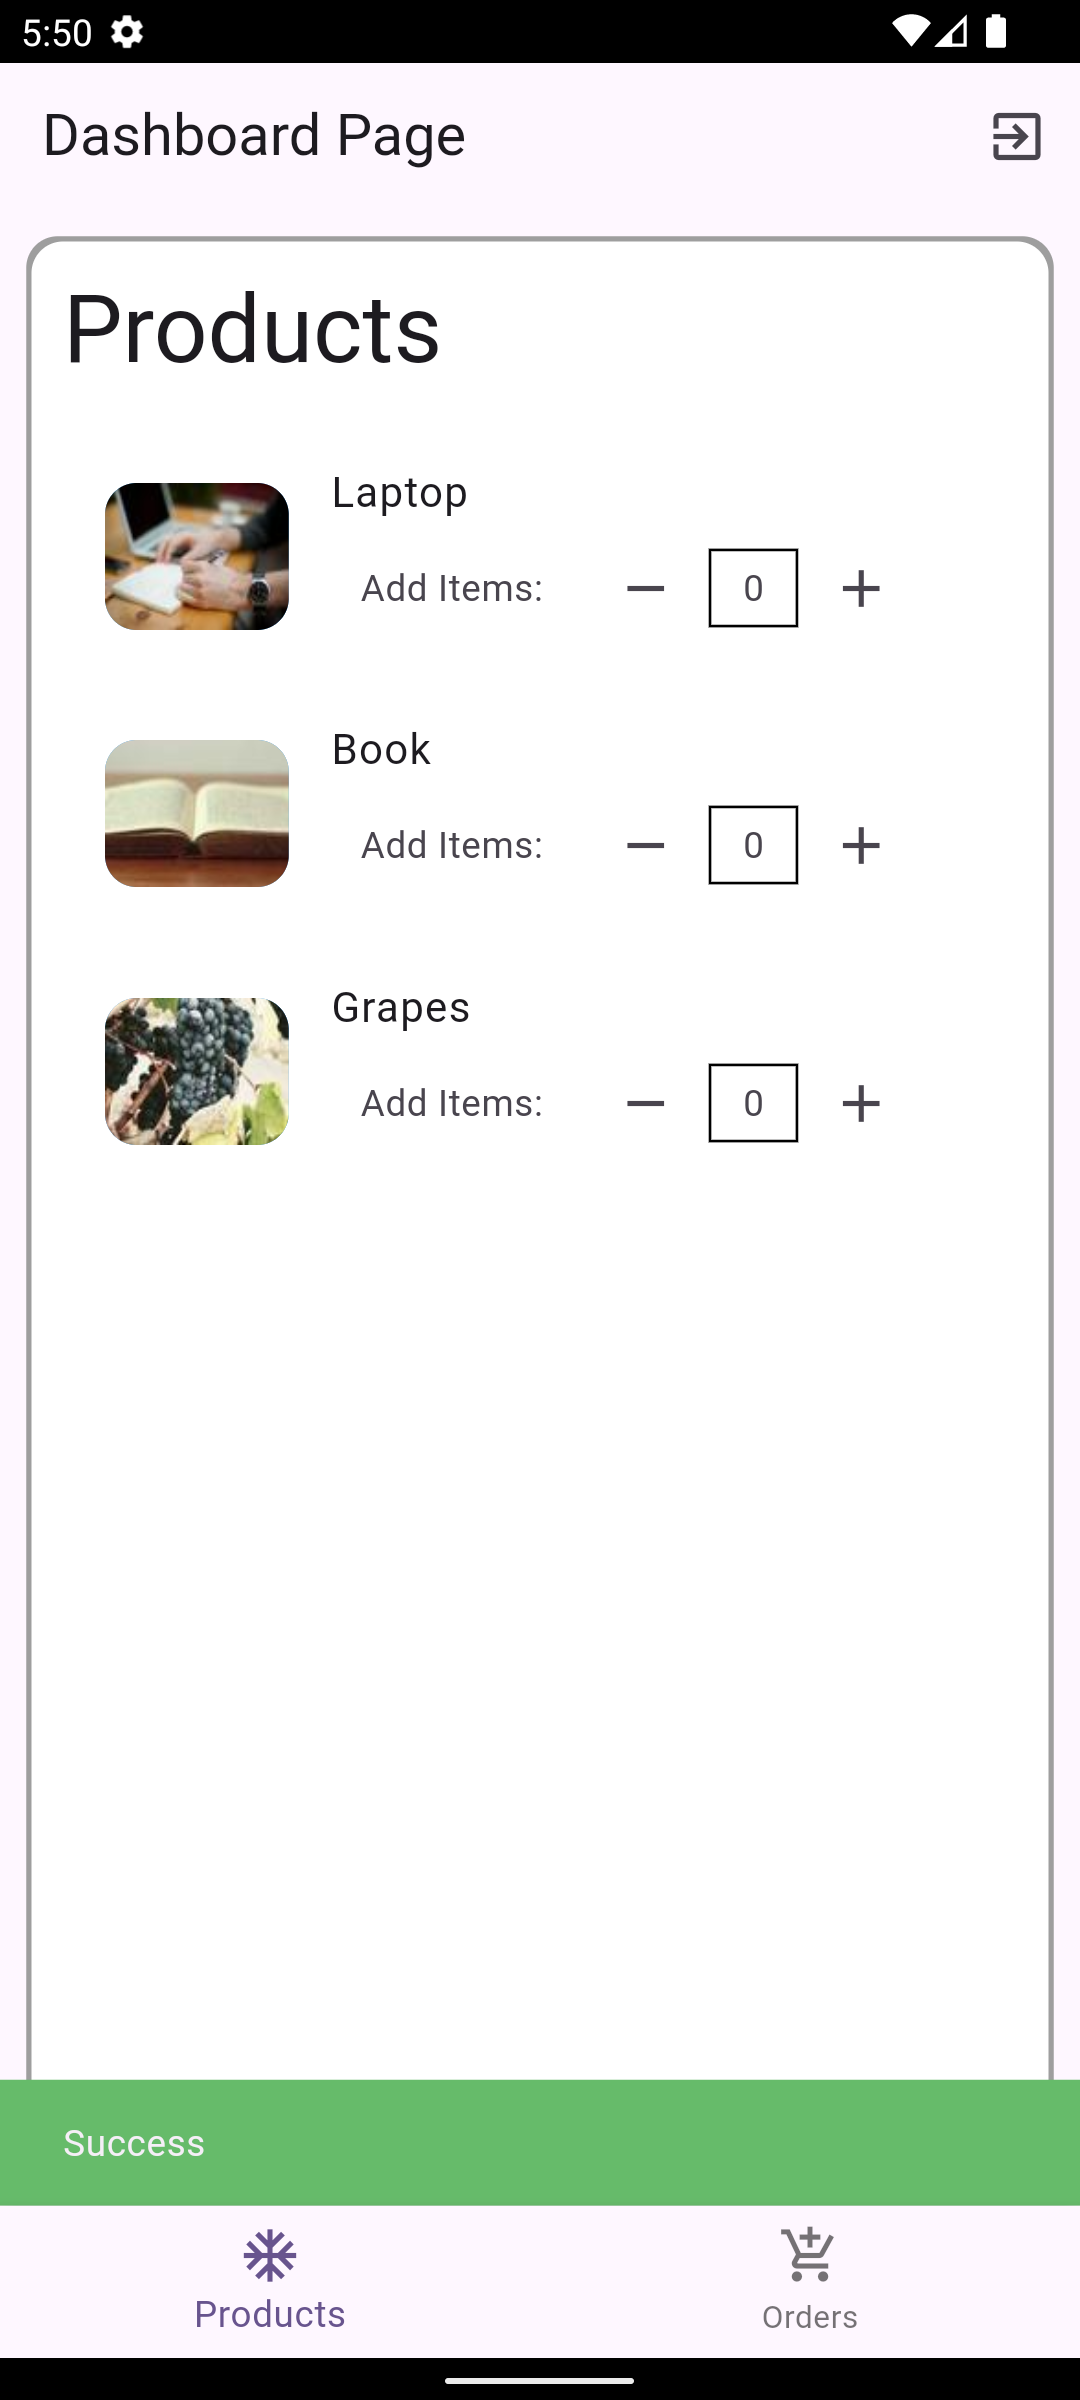 5:50
Dashboard Page
Products
Laptop
Add Items: 0
Book
Add Items: 0
Grapes
Add Items: 0
Success
Products Orders